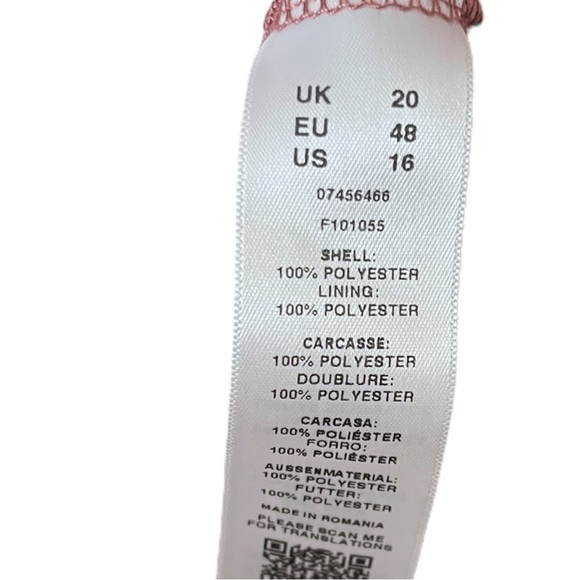 UK 20
EU 48
US 16
07456466
F101055
SHELL:
100% POLYESTER
LINING:
100% POLYESTER
CARCASSE:
100% POLYESTER
DOUBLURE:
100% POLYESTER
CARCASA:
100% POLIÉSTER
FORRO:
100% POLIÉSTER
AUSSENMATERIAL:
100% POLYESTER
FUTTER:
100% POLYESTER
MADE IN ROMANIA
PLEASE SCAN ME
FOR TRANSLATIONS